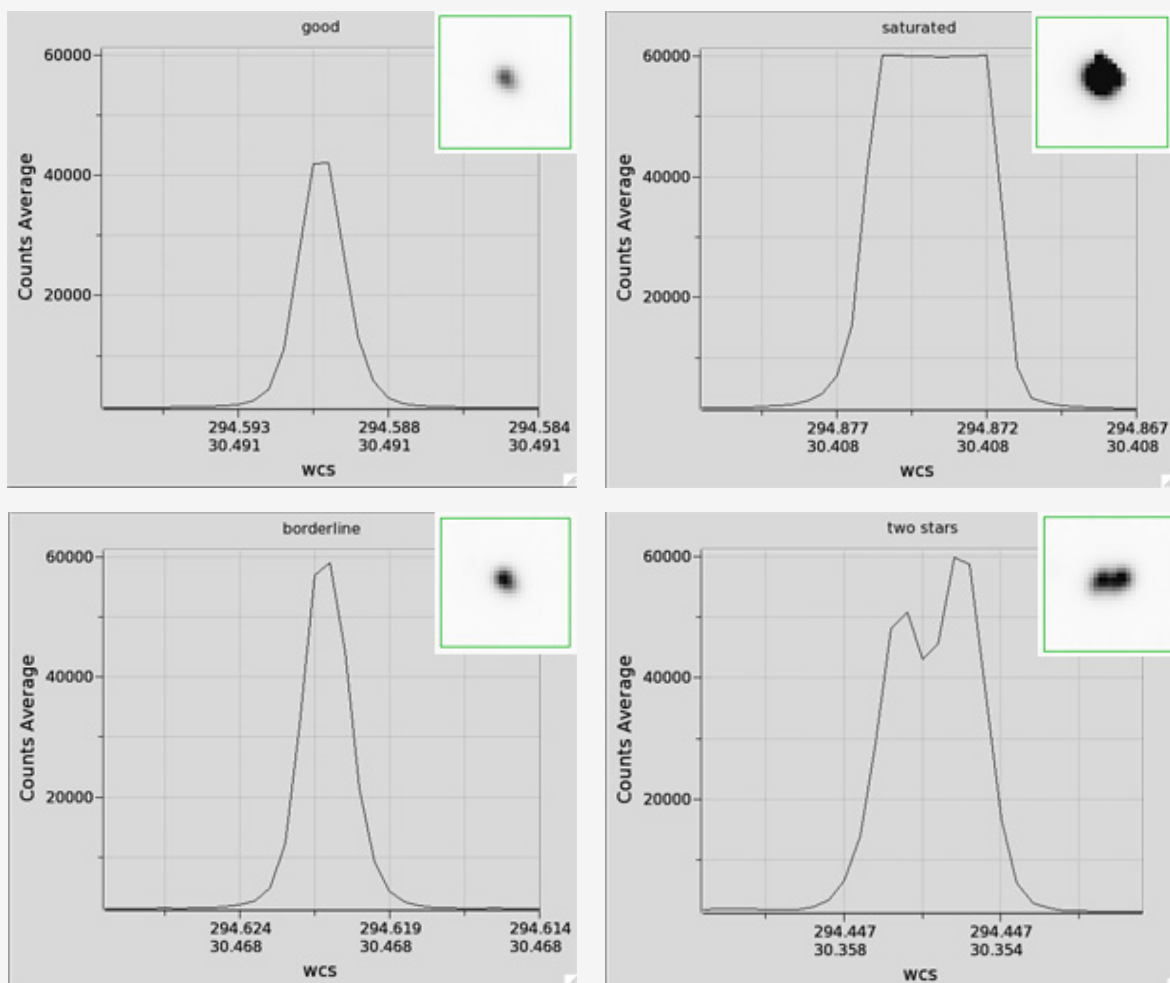 good
60000
40000
20000
Counts Average
294.593 294.588 294.584
30.491 30.491 30.491
wcs
saturated
60000
40000
20000
Counts Average
294.877 294.872 294.867
30.408 30.408 30.408
wcs
borderline
60000
40000
20000
Counts Average
294.624 294.619 294.614
30.468 30.468 30.468
wcs
two stars
60000
40000
20000
Counts Average
294.447 294.447
30.358 30.354
wcs